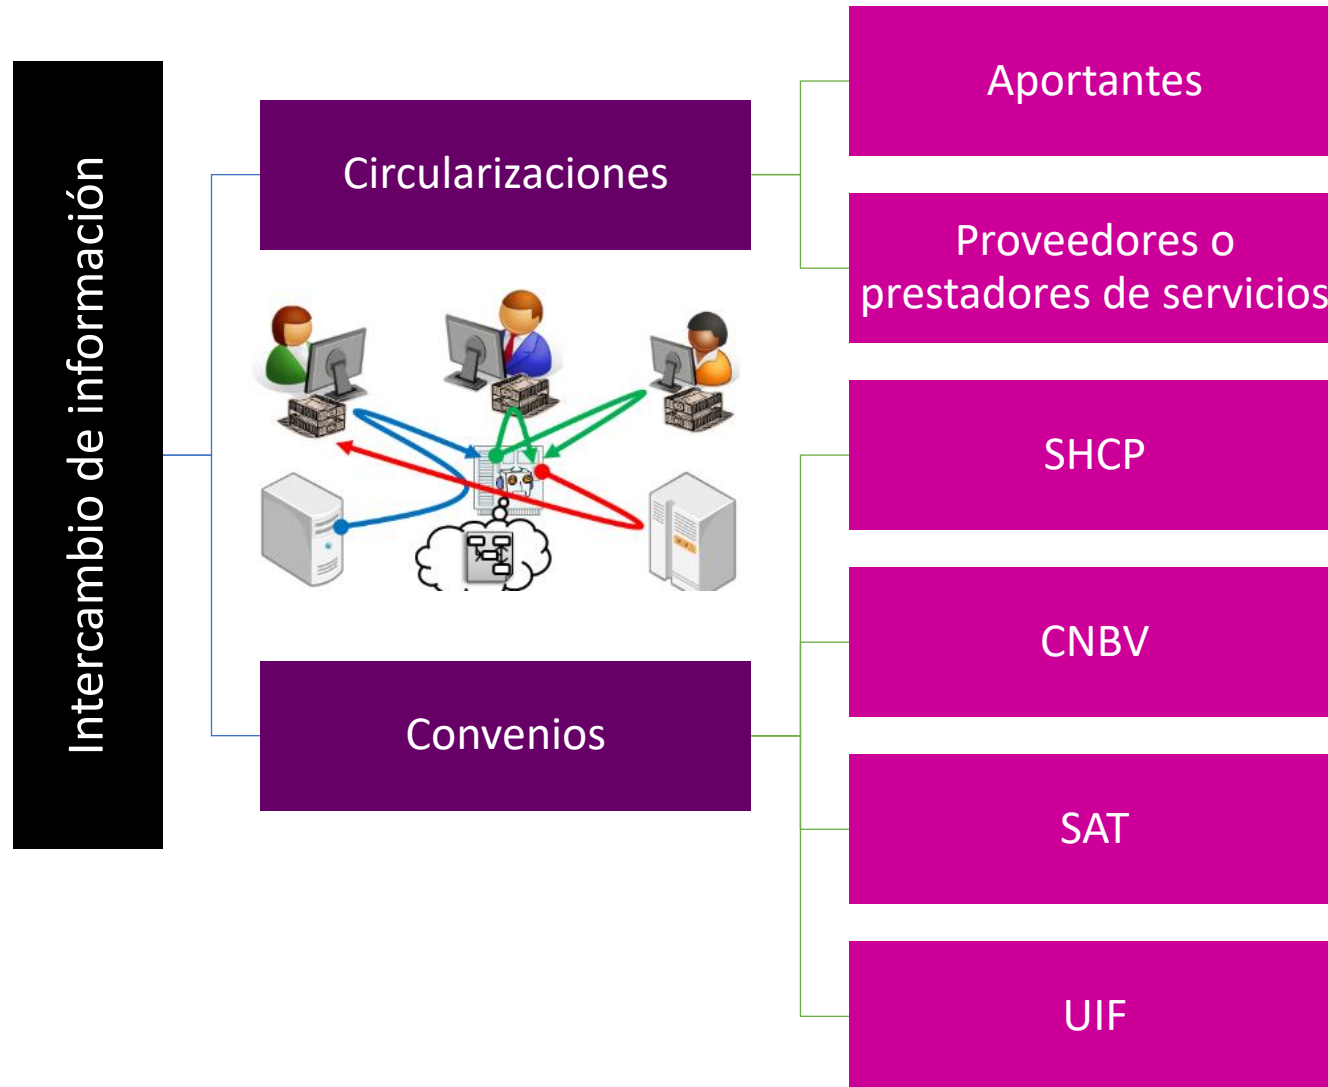 Intercambio de información
Circularizaciones
Aportantes
Proveedores o
prestadores de servicios
Convenios
SHCP
CNBV
SAT
UIF